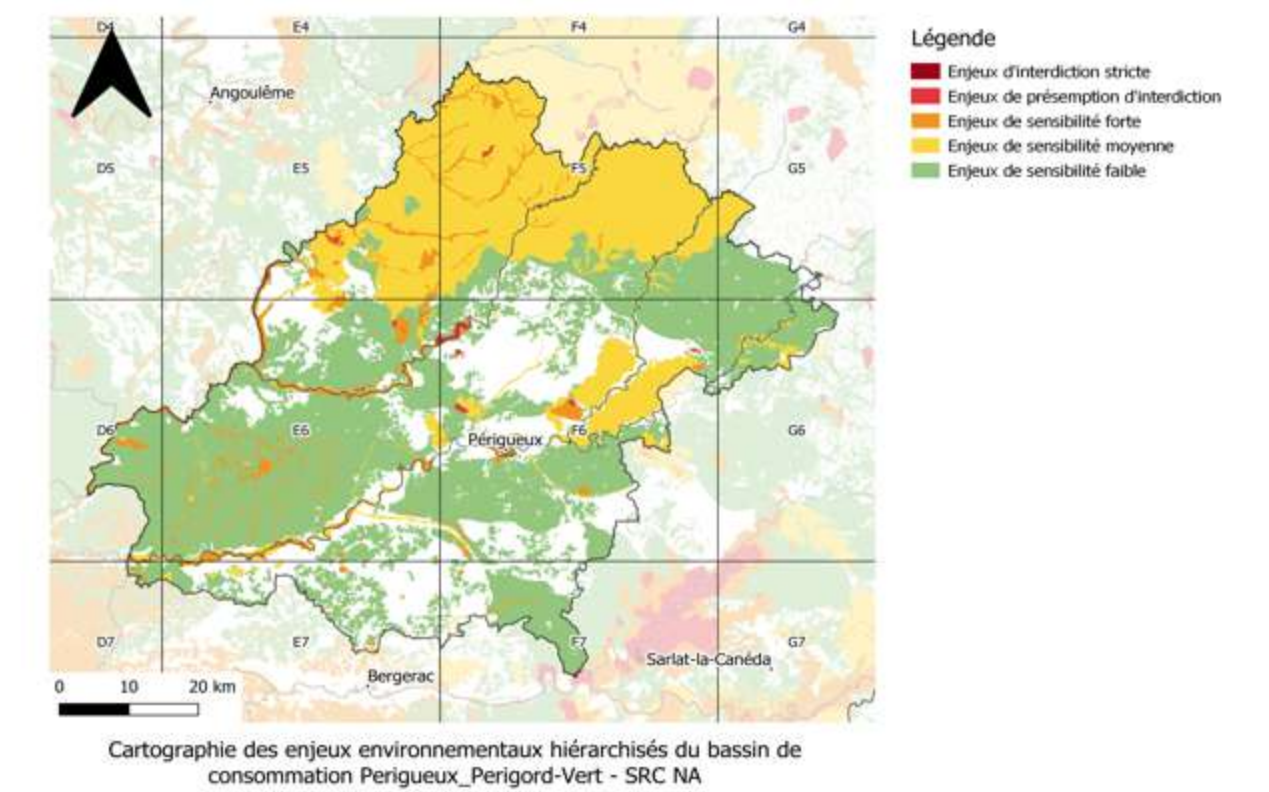 D4
E4
F4
G4
Légende
Enjeux d'interdiction stricte
Enjeux de présemption d'interdiction
Enjeux de sensibilité forte
Enjeux de sensibilité moyenne
Enjeux de sensibilité faible
Angoulême
D5
E5
F5
G5
D6
E6
F6
G6
Périgueux
D7
E7
F7
G7
Sarlat-la-Canéda
Bergerac
0 10 20 km
Cartographie des enjeux environnementaux hiérarchisés du bassin de
consommation Perigueux_Perigord-Vert - SRC NA